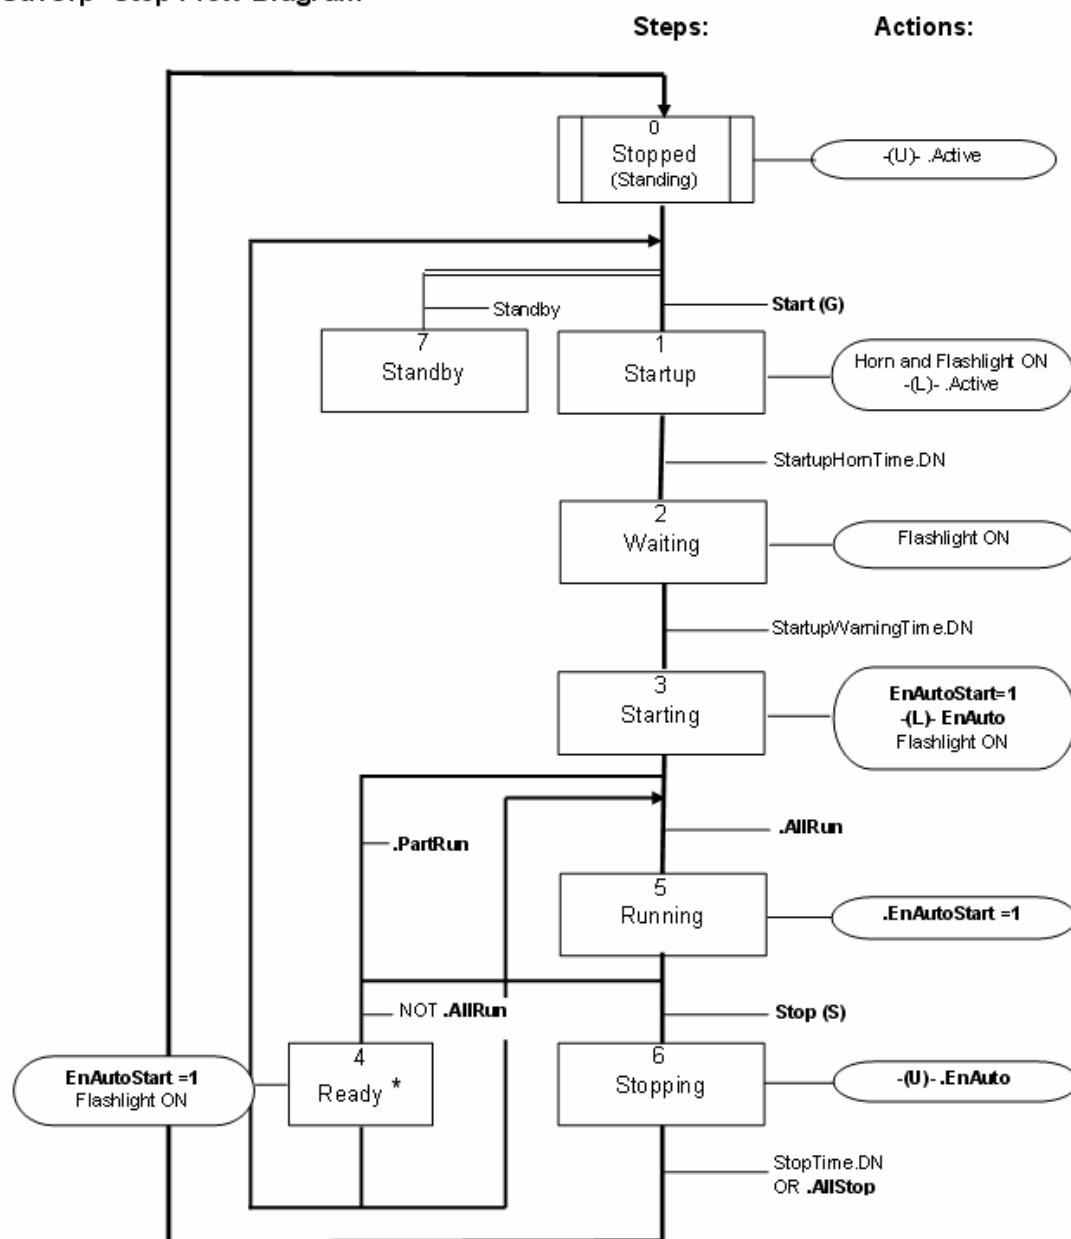 Steps:
Actions:
0
Stopped
(Standing)
-(U)- .Active
Standby
Start (G)
7
Standby
1
Startup
Horn and Flashlight ON
-(L)- .Active
StartupHornTime.DN
2
Waiting
Flashlight ON
StartupWarningTime.DN
3
Starting
EnAutoStart=1
-(L)- EnAuto
Flashlight ON
.PartRun
.AllRun
5
Running
.EnAutoStart =1
NOT .AllRun
Stop (S)
EnAutoStart =1
Flashlight ON
4
Ready *
6
Stopping
-(U)- .EnAuto
StopTime.DN
OR .AllStop